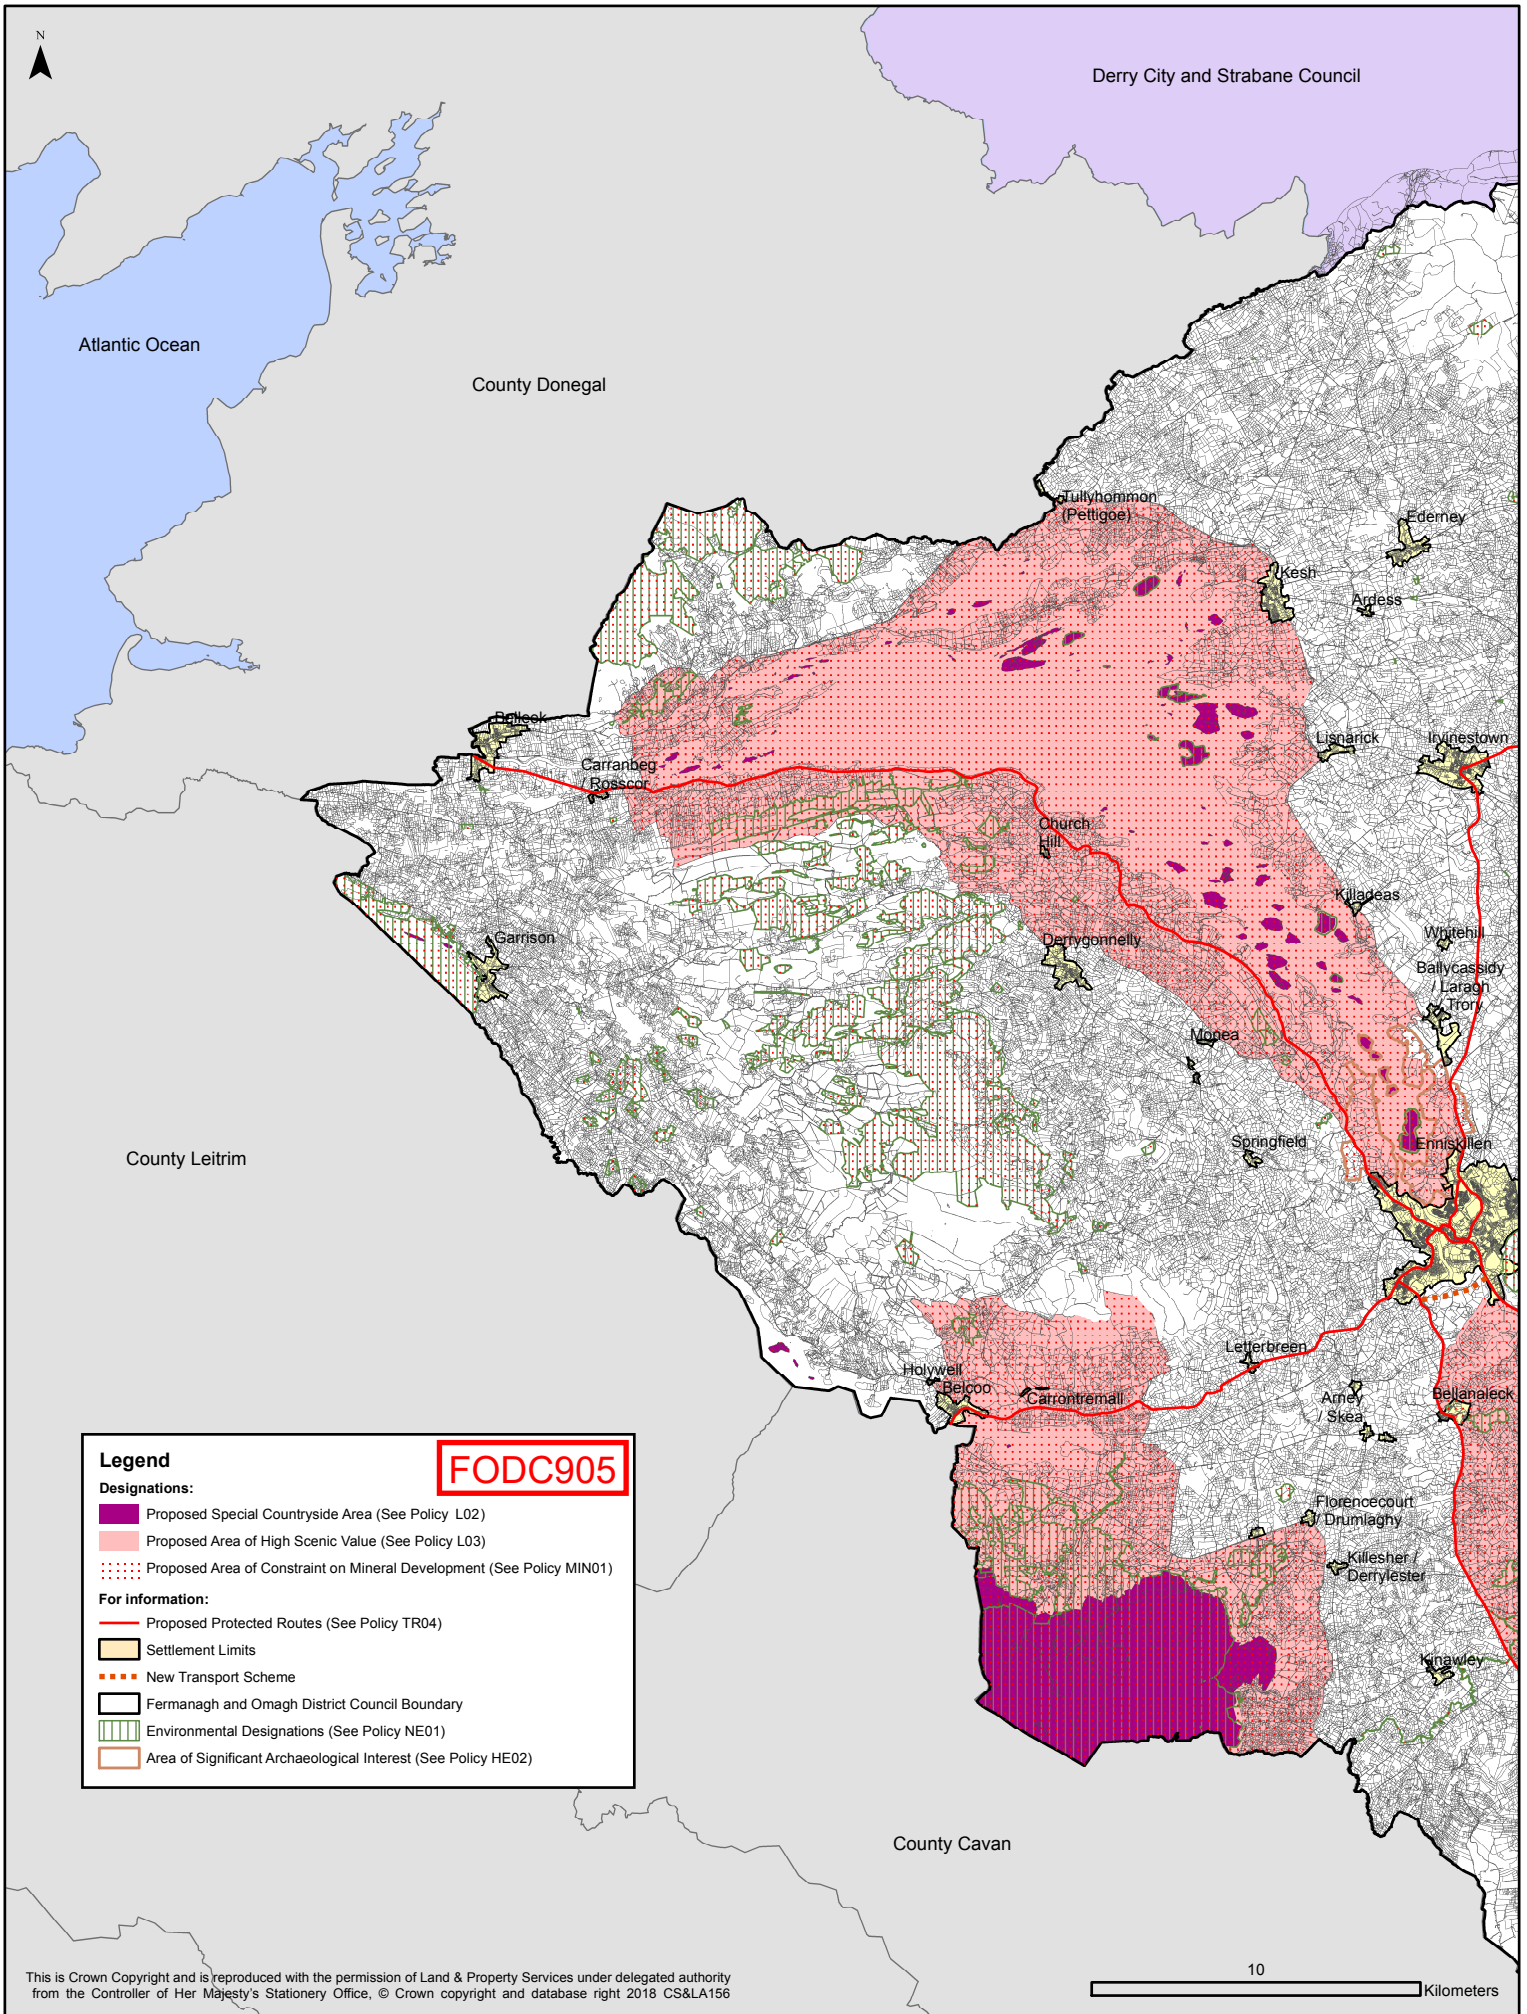 N
Derry City and Strabane Council
Atlantic Ocean
County Donegal
Tullyhommon
(Pettigoe)
Ederney
Kesh
Ardess
Belleek
Lisnarick
Irvinestown
Carranbeg
/ Rosscor
Church
Hill
Killadeas
Garrison
Derrygonnelly
Whitehill
Ballycassidy
/ Laragh
/ Trory
Monea
County Leitrim
Springfield
Enniskillen
Letterbreen
Holywell
Belcoo
Carrontremall
Arney
/ Skea
Bellanaleck
Florencecourt
/ Drumlaghy
Killesher /
Derrylester
Kinawley
Legend
FODC905
Designations:
Proposed Special Countryside Area (See Policy L02)
Proposed Area of High Scenic Value (See Policy L03)
Proposed Area of Constraint on Mineral Development (See Policy MIN01)
For information:
Proposed Protected Routes (See Policy TR04)
Settlement Limits
New Transport Scheme
Fermanagh and Omagh District Council Boundary
Environmental Designations (See Policy NE01)
Area of Significant Archaeological Interest (See Policy HE02)
County Cavan
This is Crown Copyright and is reproduced with the permission of Land & Property Services under delegated authority
from the Controller of Her Majesty's Stationery Office, © Crown copyright and database right 2018 CS&LA156
10
Kilometers